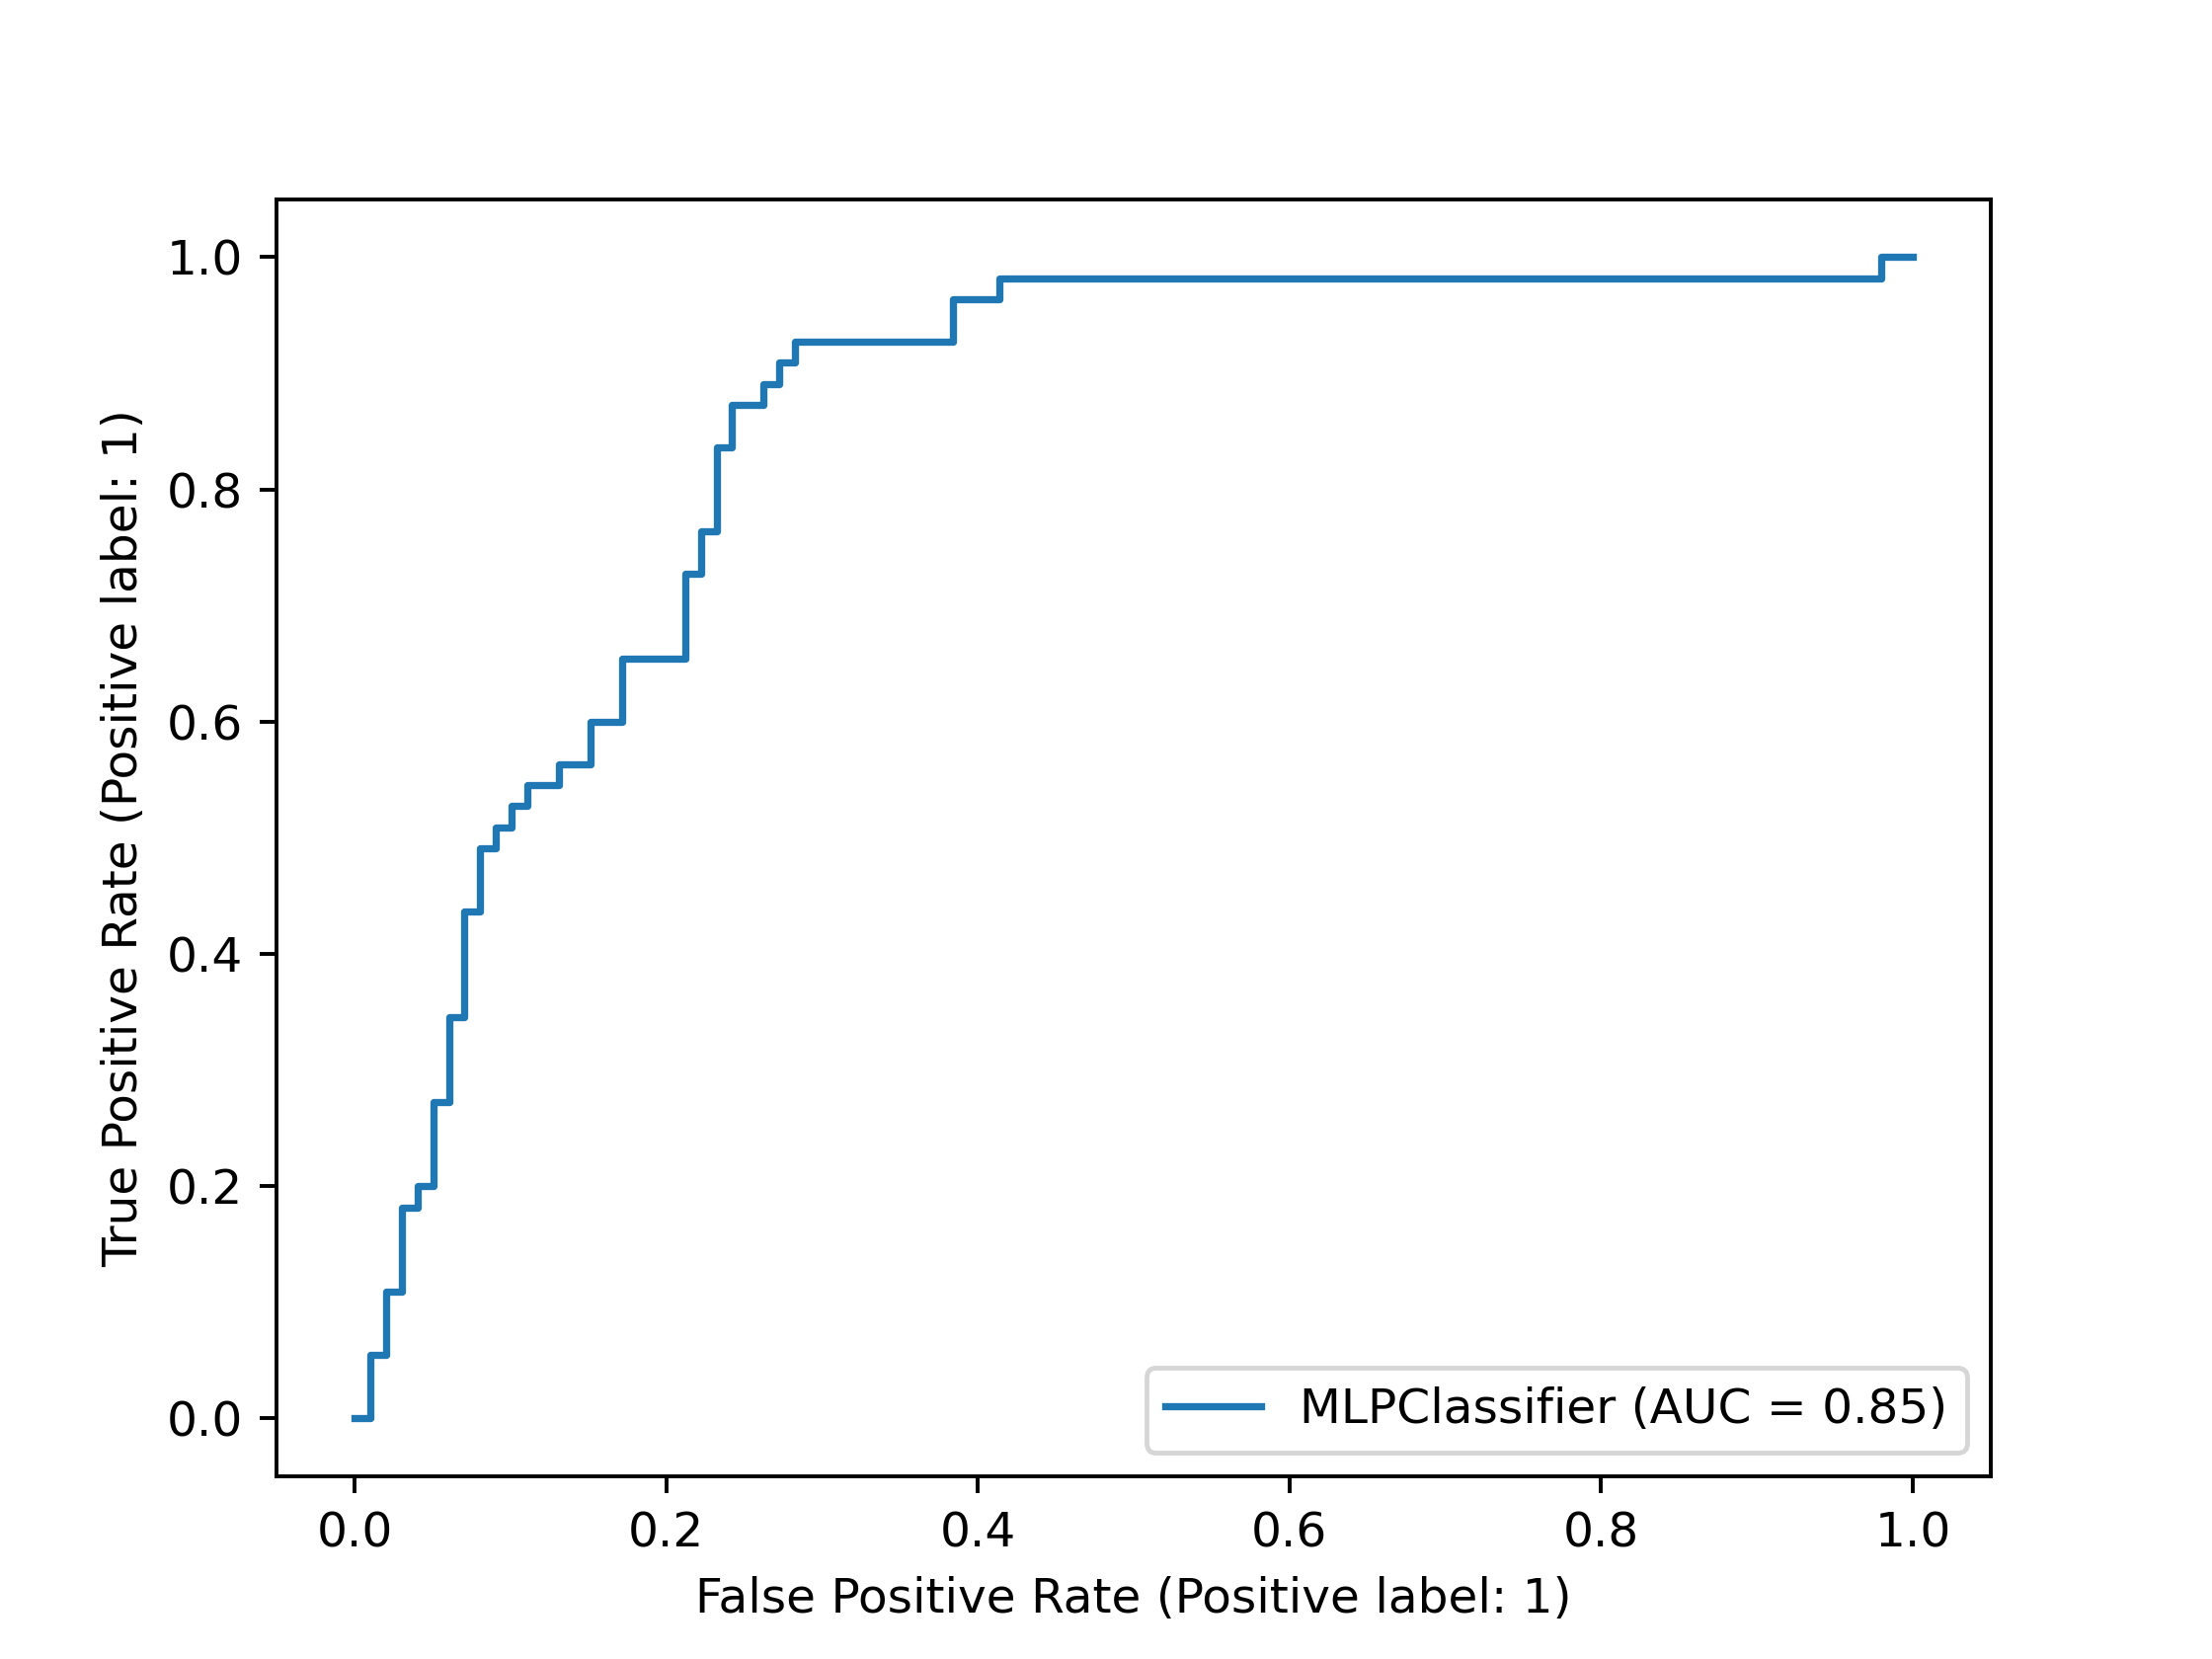 True Positive Rate (Positive label: 1)
1.0
0.8
0.6
0.4
0.2
0.0
MLPClassifier (AUC = 0.85)
0.0 0.2 0.4 0.6 0.8 1.0
False Positive Rate (Positive label: 1)